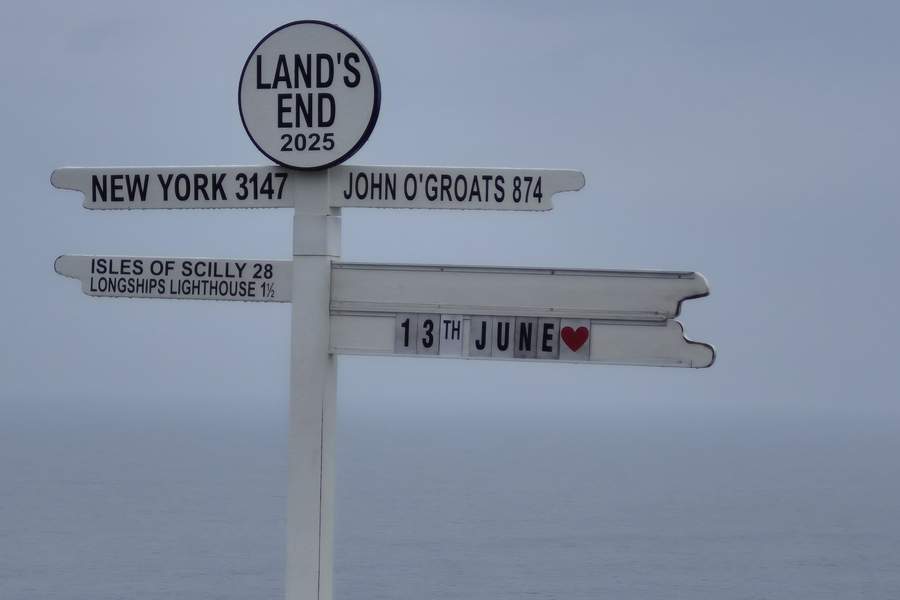 LAND'S
END
2025
NEW YORK 3147
JOHN O'GROATS 874
ISLES OF SCILLY 28
LONGSHIPS LIGHTHOUSE 1½
13TH JUNE